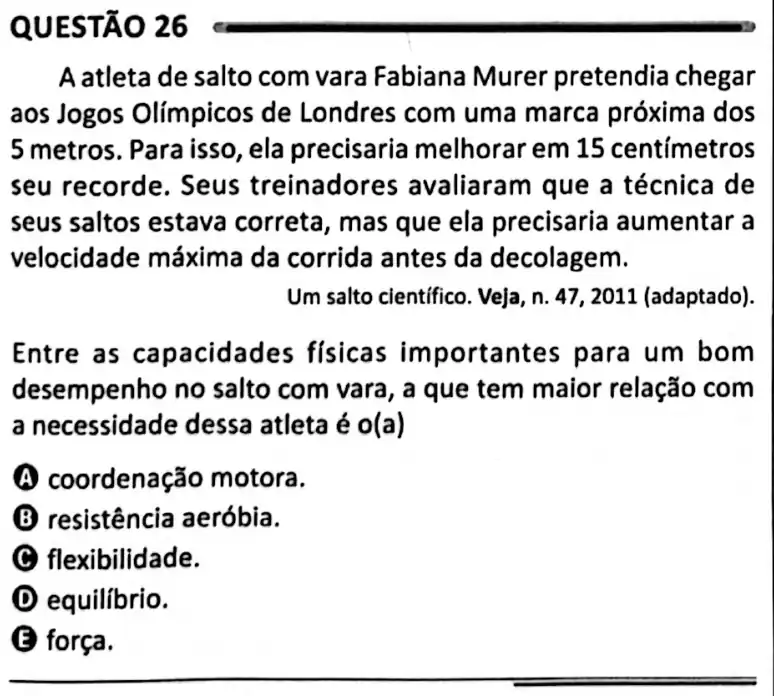 QUESTÃO 26
A atleta de salto com vara Fabiana Murer pretendia chegar
aos Jogos Olímpicos de Londres com uma marca próxima dos
5 metros. Para isso, ela precisaria melhorar em 15 centímetros
seu recorde. Seus treinadores avaliaram que a técnica de
seus saltos estava correta, mas que ela precisaria aumentar a
velocidade máxima da corrida antes da decolagem.
Um salto científico. Veja, n. 47, 2011 (adaptado).
Entre as capacidades físicas importantes para um bom
desempenho no salto com vara, a que tem maior relação com
a necessidade dessa atleta é o(a)
A coordenação motora.
B resistência aeróbia.
C flexibilidade.
D equilíbrio.
E força.